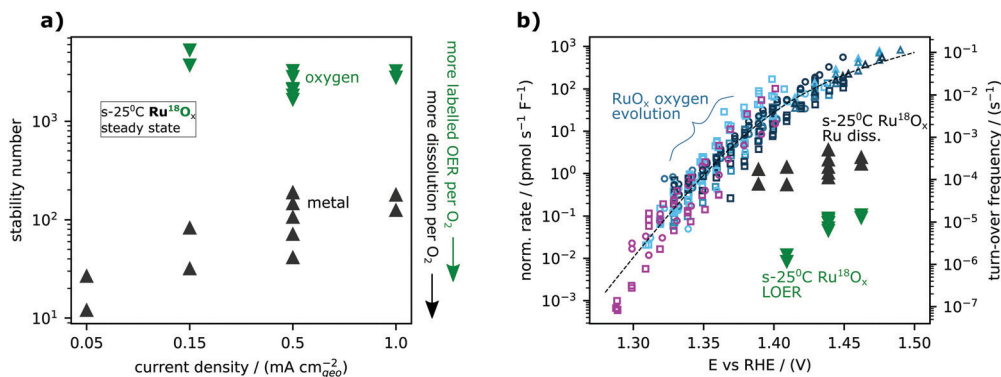 a)
stability number
10³
10²
10¹
0.05
0.15
0.5
1.0
current density / (mA cm⁻²geo)
s-25⁰C Ru¹⁸Oₓ
steady state
oxygen
metal
more labelled OER per O₂
more dissolution per O₂
b)
norm. rate / (pmol s⁻¹ F⁻¹)
10³
10²
10¹
10⁰
10⁻¹
10⁻²
10⁻³
1.30
1.35
1.40
1.45
1.50
E vs RHE / (V)
RuOₓ oxygen
evolution
s-25⁰C Ru¹⁸Oₓ
Ru diss.
s-25⁰C Ru¹⁸Oₓ
LOER
10⁻¹
10⁻²
10⁻³
10⁻⁴
10⁻⁵
10⁻⁶
10⁻⁷
turn-over frequency / (s⁻¹)